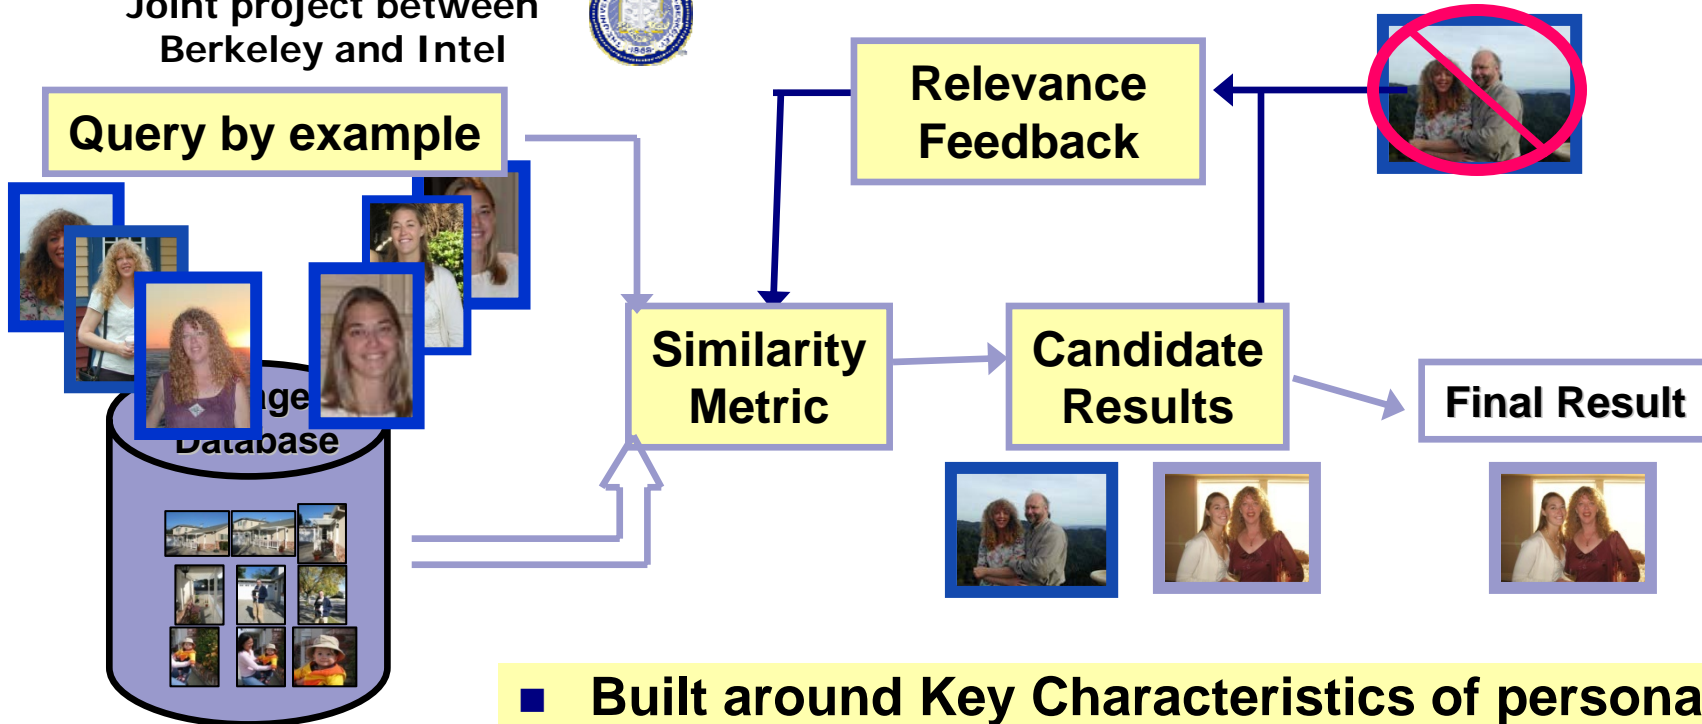 Joint project between
Berkeley and Intel
1868
Query by example
Relevance
Feedback
Similarity
Metric
Candidate
Results
Final Result
Database
Built around Key Characteristics of persona